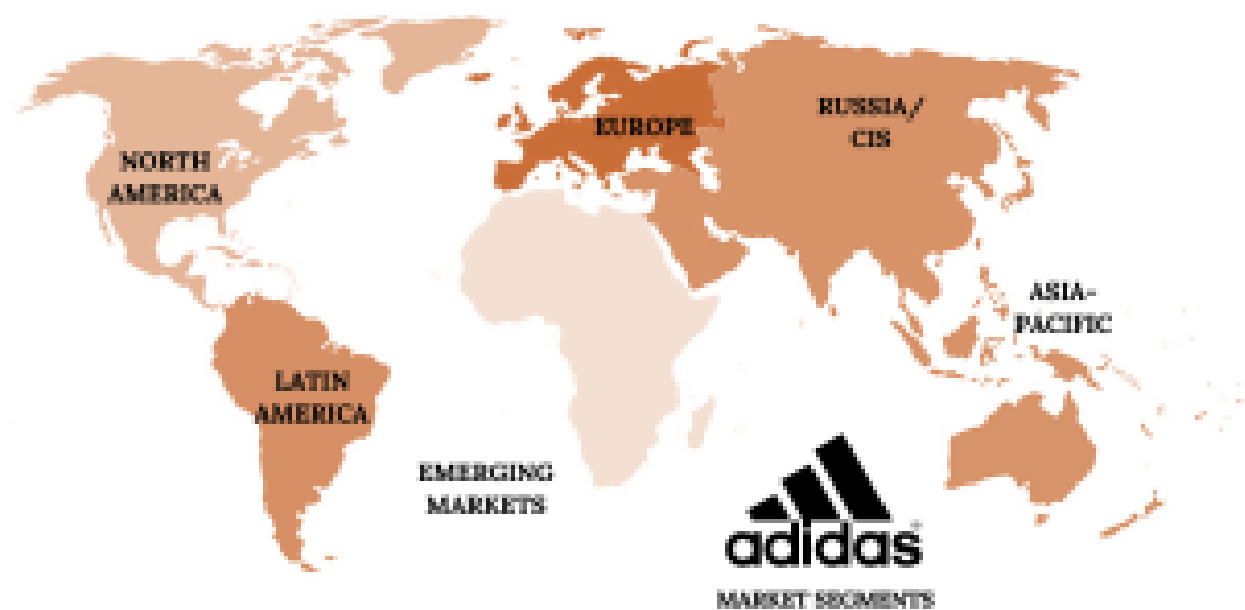 NORTH
AMERICA
EUROPE
RUSSIA/
CIS
ASIA-
PACIFIC
LATIN
AMERICA
EMERGING
MARKETS
adidas
MARKET SEGMENTS